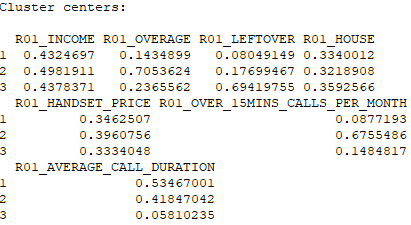 Cluster centers:
R01_INCOME R01_OVERAGE R01_LEFTOVER R01_HOUSE
1 0.4324697 0.1434899 0.08049149 0.3340012
2 0.4981911 0.7053624 0.17699467 0.3218908
3 0.4378371 0.2365562 0.69419755 0.3592566
R01_HANDSET_PRICE R01_OVER_15MINS_CALLS_PER_MONTH
1 0.3462507 0.0877193
2 0.3960756 0.6755486
3 0.3334048 0.1484817
R01_AVERAGE_CALL_DURATION
1 0.53467001
2 0.41847042
3 0.05810235